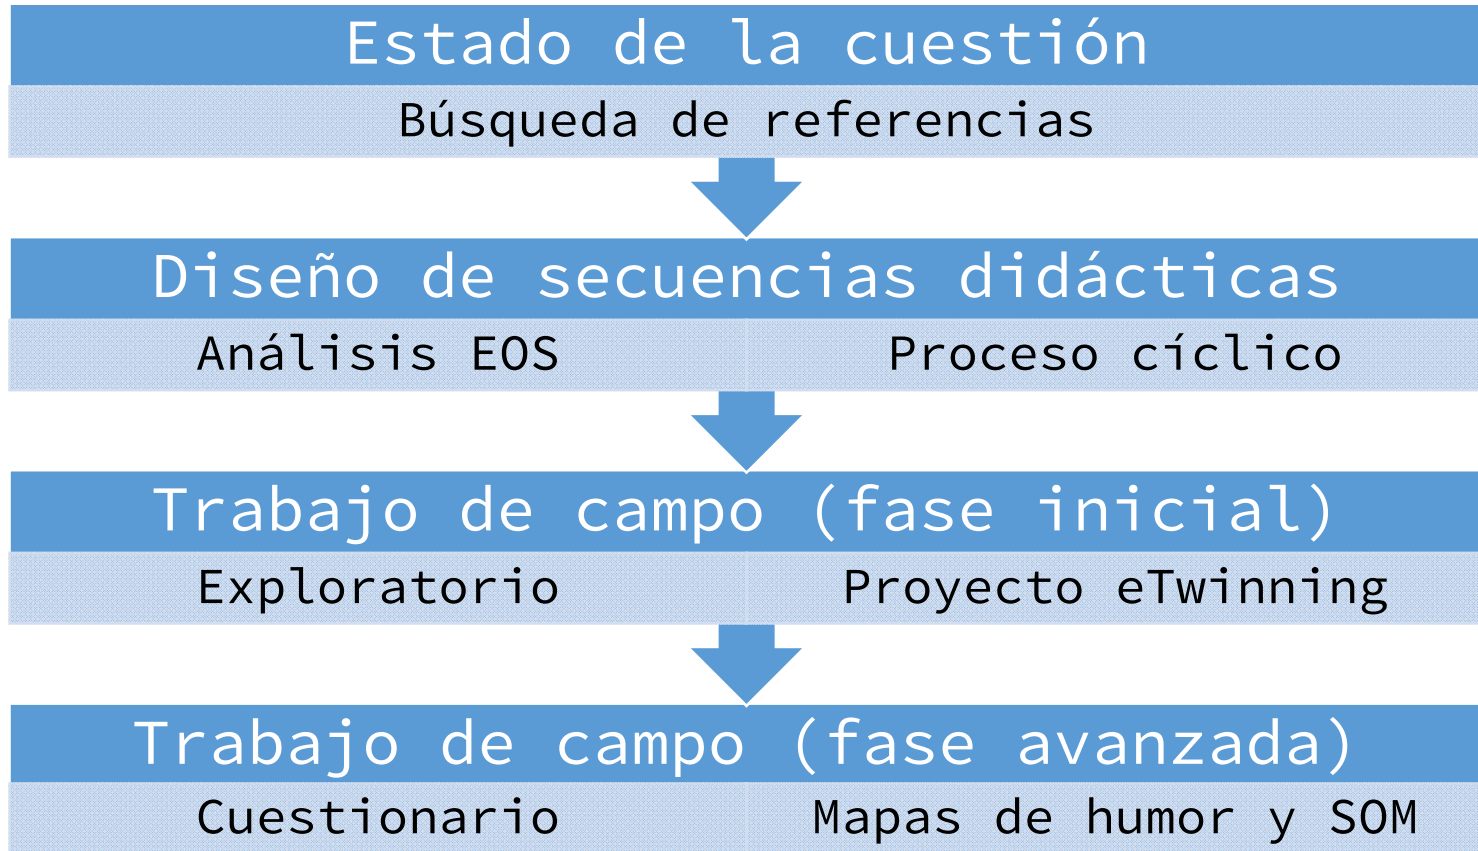 Estado de la cuestión
Búsqueda de referencias
Diseño de secuencias didácticas
Análisis EOS
Proceso cíclico
Trabajo de campo (fase inicial)
Exploratorio
Proyecto eTwinning
Trabajo de campo (fase avanzada)
Cuestionario
Mapas de humor y SOM